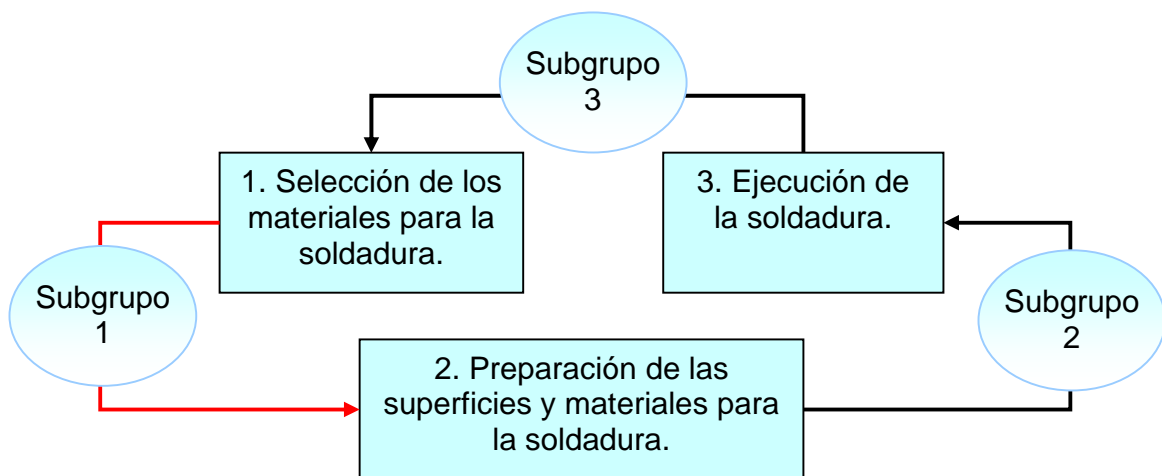 Subgrupo
3
1. Selección de los
materiales para la
soldadura.
3. Ejecución de
la soldadura.
Subgrupo
1
Subgrupo
2
2. Preparación de las
superficies y materiales para
la soldadura.